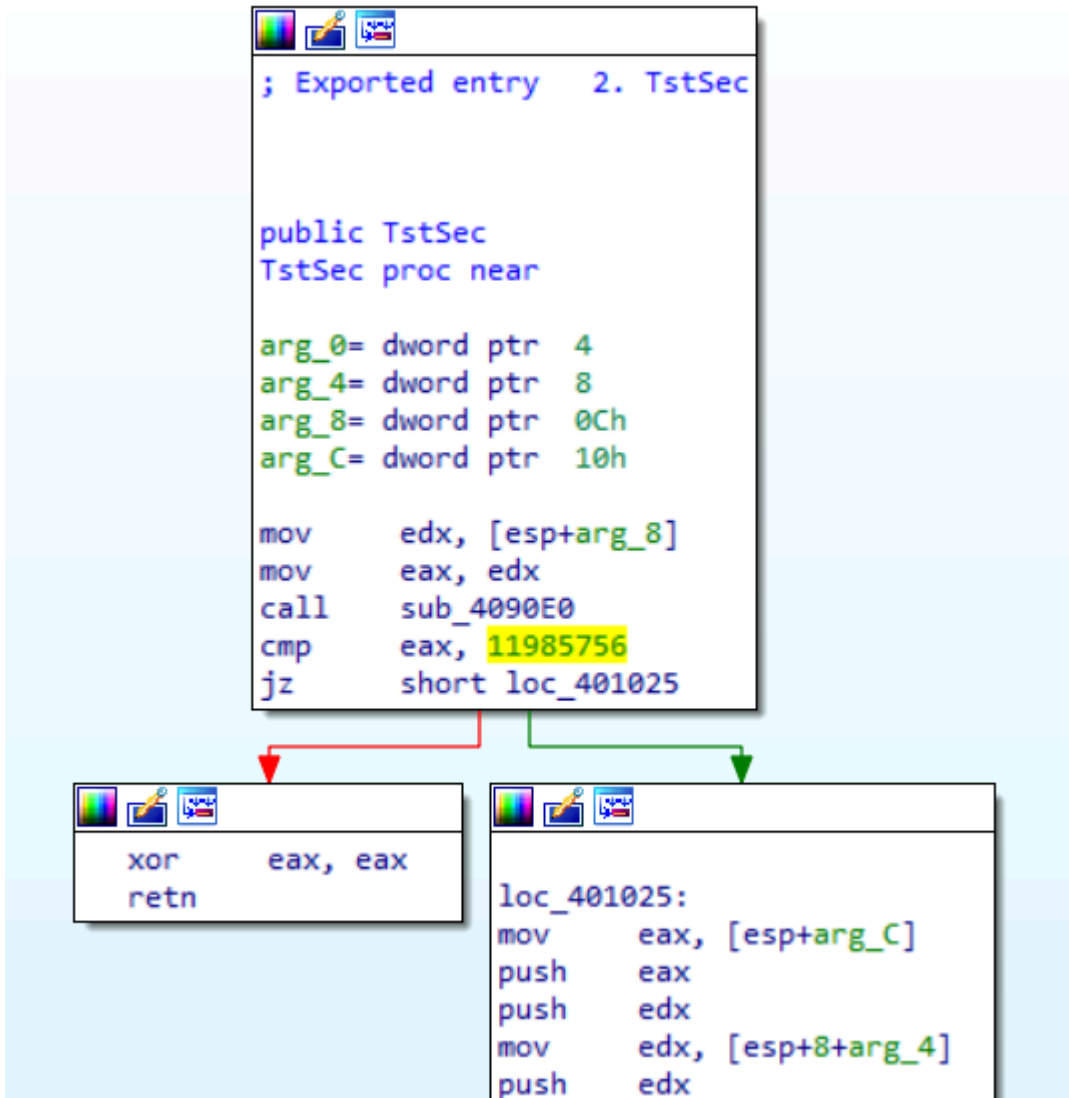 ; Exported entry   2. TstSec
public TstSec
TstSec proc near
arg_0= dword ptr  4
arg_4= dword ptr  8
arg_8= dword ptr  0Ch
arg_C= dword ptr  10h
mov     edx, [esp+arg_8]
mov     eax, edx
call    sub_4090E0
cmp     eax, 11985756
jz      short loc_401025
xor     eax, eax
retn
loc_401025:
mov     eax, [esp+arg_C]
push    eax
push    edx
mov     edx, [esp+8+arg_4]
push    edx